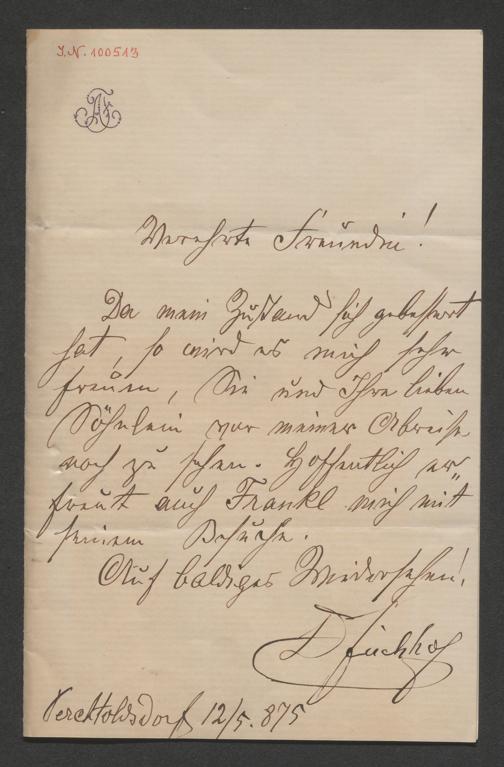 I.N. 100513
AF
Verehrte Freundin!
Da mein Zustand sich gebessert
hat, so wird es mich sehr
freuen, Sie und Ihre lieben
Söhnlein vor meiner Abreise
noch zu sehen. Hoffentlich er-
freut auch Frankl mich mit
seinem Besuche.
Auf baldiges Wiedersehen!
Perchtoldsdorf 12/5. 875